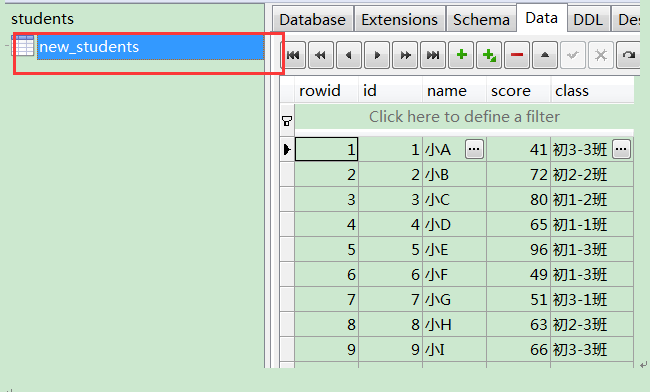 students
new_students
Database Extensions Schema Data DDL Des
rowid id name score class
Click here to define a filter
1 1 小A ... 41 初3-3班 ...
2 2 小B 72 初2-2班
3 3 小C 80 初1-2班
4 4 小D 65 初1-1班
5 5 小E 96 初1-3班
6 6 小F 49 初1-3班
7 7 小G 51 初3-1班
8 8 小H 63 初2-3班
9 9 小I 66 初3-3班